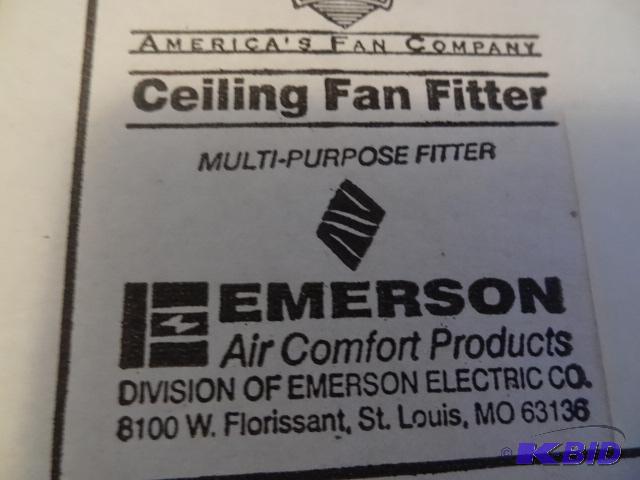 AMERICA'S FAN COMPANY
Ceiling Fan Fitter
MULTI-PURPOSE FITTER
EMERSON
Air Comfort Products
DIVISION OF EMERSON ELECTRIC CO.
8100 W. Florissant, St. Louis, MO 63136
© K-BID